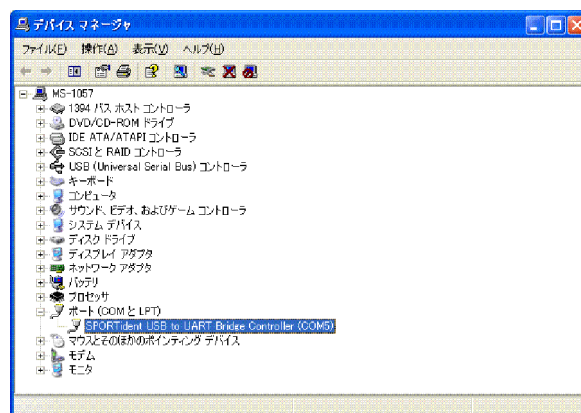 デバイス マネージャ
ファイル(F) 操作(A) 表示(V) ヘルプ(H)
MS-1057
1394 バス ホスト コントローラ
DVD/CD-ROM ドライブ
IDE ATA/ATAPI コントローラ
SCSI と RAID コントローラ
USB (Universal Serial Bus) コントローラ
キーボード
コンピュータ
サウンド、ビデオ、およびゲーム コントローラ
システム デバイス
ディスク ドライブ
ディスプレイ アダプタ
ネットワーク アダプタ
バッテリ
プロセッサ
ポート (COM と LPT)
SPORTident USB to UART Bridge Controller (COM5)
マウスとそのほかのポインティング デバイス
モデム
モニタ